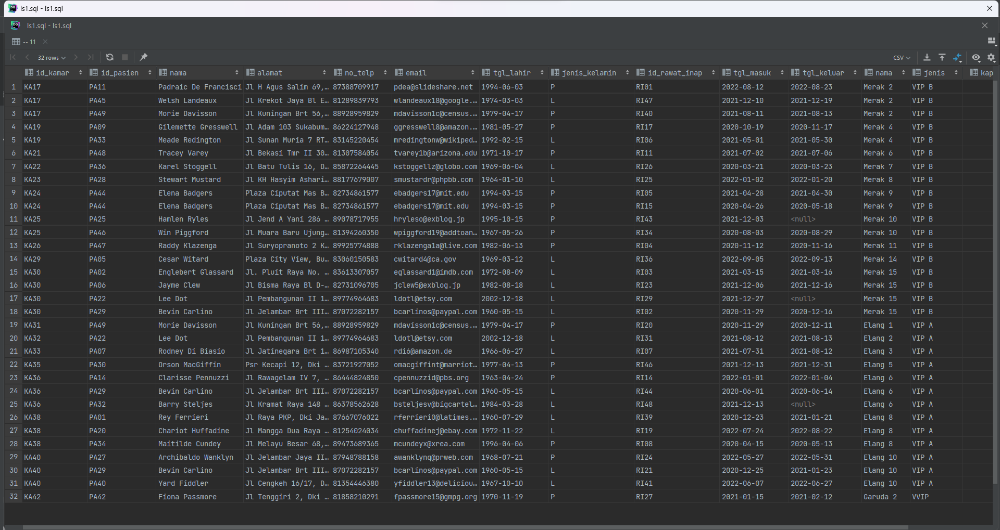 ls1.sql - ls1.sql
ls1.sql - ls1.sql
-- 11
32 rows CSV
id_kamar id_pasien nama alamat no_telp email tgl_lahir jenis_kelamin id_rawat_inap tgl_masuk tgl_keluar nama jenis kap
1 KA17 PA11 Padraic De Francisci Jl H Agus Salim 69,… 87388709917 pdea@slideshare.net 1994-06-03 P RI01 2022-08-12 2022-08-23 Merak 2 VIP B
2 KA17 PA45 Welsh Landeaux Jl Krekot Jaya Bl E… 81289839793 wlandeaux18@google.… 1974-03-03 L RI47 2021-12-10 2021-12-19 Merak 2 VIP B
3 KA17 PA49 Morie Davisson Jl Kuningan Brt 56,… 88928959829 mdavisson1c@census.… 1979-04-17 P RI40 2021-08-11 2021-08-13 Merak 2 VIP B
4 KA19 PA09 Gilemette Gresswell Jl Adam 103 Sukabum… 86224127948 ggresswell8@amazon.… 1981-05-27 P RI17 2020-10-19 2020-11-17 Merak 4 VIP B
5 KA19 PA33 Meade Redington Jl Sunan Muria 7 RT… 83145220454 mredingtonw@wikiped… 1992-02-15 L RI06 2021-05-01 2021-05-30 Merak 4 VIP B
6 KA21 PA48 Tracey Varey Jl Bekasi Tmr II 30… 81307584054 tvarey1b@arizona.edu 1971-10-17 P RI11 2021-07-02 2021-07-06 Merak 6 VIP B
7 KA22 PA36 Karel Stoggell Jl Batu Tulis 16, D… 85872264445 kstoggellz@globo.com 1969-06-04 L RI26 2020-03-21 2020-03-23 Merak 7 VIP B
8 KA23 PA28 Stewart Mustard Jl KH Hasyim Ashari… 88177679007 smustardr@phpbb.com 1964-01-10 L RI25 2022-01-02 2022-01-20 Merak 8 VIP B
9 KA24 PA44 Elena Badgers Plaza Ciputat Mas B… 82734861577 ebadgers17@mit.edu 1994-03-15 P RI05 2021-04-28 2021-04-30 Merak 9 VIP B
10 KA24 PA44 Elena Badgers Plaza Ciputat Mas B… 82734861577 ebadgers17@mit.edu 1994-03-15 P RI15 2020-04-26 2020-05-18 Merak 9 VIP B
11 KA25 PA25 Hamlen Ryles Jl Jend A Yani 286 … 89078717955 hryleso@exblog.jp 1995-10-15 P RI43 2021-12-03 <null> Merak 10 VIP B
12 KA25 PA46 Win Piggford Jl Muara Baru Ujung… 81394260350 wpiggford19@addtoan… 1967-05-26 P RI34 2020-08-03 2020-08-29 Merak 10 VIP B
13 KA26 PA47 Raddy Klazenga Jl Suryopranoto 2 K… 89925774888 rklazenga1a@live.com 1982-06-13 P RI04 2020-11-12 2020-11-16 Merak 11 VIP B
14 KA29 PA05 Cesar Witard Plaza City View, Bu… 83060150583 cwitard4@ca.gov 1969-03-12 L RI36 2022-09-05 2022-09-13 Merak 14 VIP B
15 KA30 PA02 Englebert Glassard Jl. Pluit Raya No. … 83613307057 eglassard1@imdb.com 1972-08-09 L RI03 2021-03-15 2021-03-16 Merak 15 VIP B
16 KA30 PA06 Jayme Clew Jl Bisma Raya Bl D-… 82731096705 jclew5@exblog.jp 1982-08-18 L RI23 2021-12-06 2021-12-16 Merak 15 VIP B
17 KA30 PA22 Lee Dot Jl Pembangunan II 1… 89774964683 ldotl@etsy.com 2002-12-18 L RI29 2021-12-27 <null> Merak 15 VIP B
18 KA30 PA29 Bevin Carlino Jl Jelambar Brt III… 87072282157 bcarlinos@paypal.com 1960-05-15 L RI02 2020-11-29 2020-12-16 Merak 15 VIP B
19 KA31 PA49 Morie Davisson Jl Kuningan Brt 56,… 88928959829 mdavisson1c@census.… 1979-04-17 P RI20 2020-11-29 2020-12-11 Elang 1 VIP A
20 KA32 PA22 Lee Dot Jl Pembangunan II 1… 89774964683 ldotl@etsy.com 2002-12-18 L RI31 2021-08-12 2021-08-13 Elang 2 VIP A
21 KA33 PA07 Rodney Di Biasio Jl Jatinegara Brt 1… 86987105340 rdi6@amazon.de 1966-06-27 L RI07 2021-07-31 2021-08-12 Elang 3 VIP A
22 KA35 PA30 Orson MacGiffin Psr Kecapi 12, Dki … 83721927052 omacgiffint@marriot… 1977-04-13 P RI46 2021-12-13 2021-12-31 Elang 5 VIP A
23 KA36 PA14 Clarisse Pennuzzi Jl Rawagelam IV 7, … 86444824850 cpennuzzid@pbs.org 1963-04-24 P RI14 2022-01-01 2022-01-04 Elang 6 VIP A
24 KA36 PA29 Bevin Carlino Jl Jelambar Brt III… 87072282157 bcarlinos@paypal.com 1960-05-15 L RI44 2020-06-01 2020-06-14 Elang 6 VIP A
25 KA36 PA32 Barry Steljes Jl Kramat Raya 148 … 86378562628 bsteljesv@bigcartel… 1984-03-28 L RI48 2021-12-13 <null> Elang 6 VIP A
26 KA38 PA01 Rey Ferrieri Jl Raya PKP, Dki Ja… 87667076022 rferrieri0@latimes.… 1960-07-29 L RI39 2020-12-23 2021-01-21 Elang 8 VIP A
27 KA38 PA20 Chariot Huffadine Jl Mangga Dua Raya … 81254024034 chuffadinej@ebay.com 1972-11-22 L RI19 2022-07-24 2022-08-22 Elang 8 VIP A
28 KA38 PA34 Maitilde Cundey Jl Melayu Besar 68,… 89473689365 mcundeyx@xrea.com 1996-04-06 P RI08 2020-04-15 2020-05-13 Elang 8 VIP A
29 KA40 PA27 Archibaldo Wanklyn Jl Jelambar Jaya II… 87948788158 awanklynq@prweb.com 1968-07-21 P RI24 2022-05-27 2022-05-31 Elang 10 VIP A
30 KA40 PA29 Bevin Carlino Jl Jelambar Brt III… 87072282157 bcarlinos@paypal.com 1960-05-15 L RI21 2020-12-25 2021-01-23 Elang 10 VIP A
31 KA40 PA40 Yard Fiddler Jl Cengkeh 16/17, D… 81354446380 yfiddler13@deliciou… 1967-10-10 L RI41 2022-06-07 2022-06-27 Elang 10 VIP A
32 KA42 PA42 Fiona Passmore Jl Tenggiri 2, Dki … 81858210291 fpassmore15@gmpg.org 1970-11-19 P RI27 2021-01-15 2021-02-12 Garuda 2 VVIP